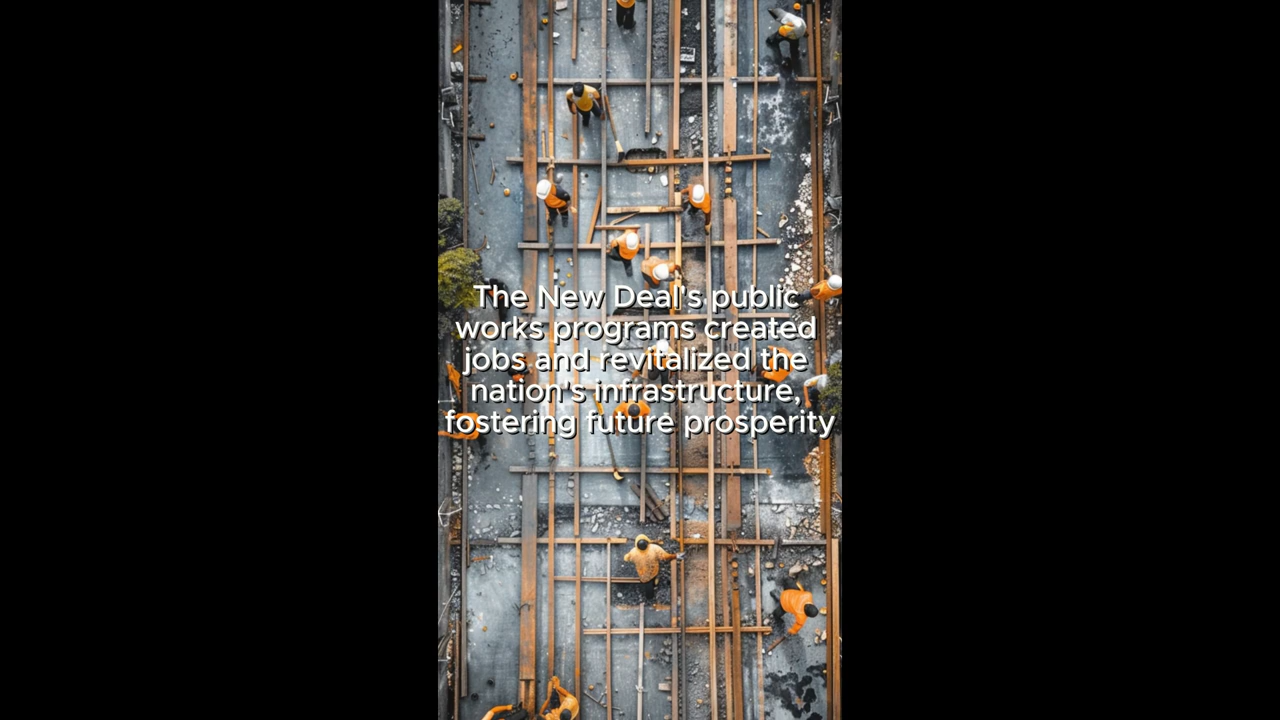 The New Deal's public
works programs created
jobs and revitalized the
nation's infrastructure,
fostering future prosperity